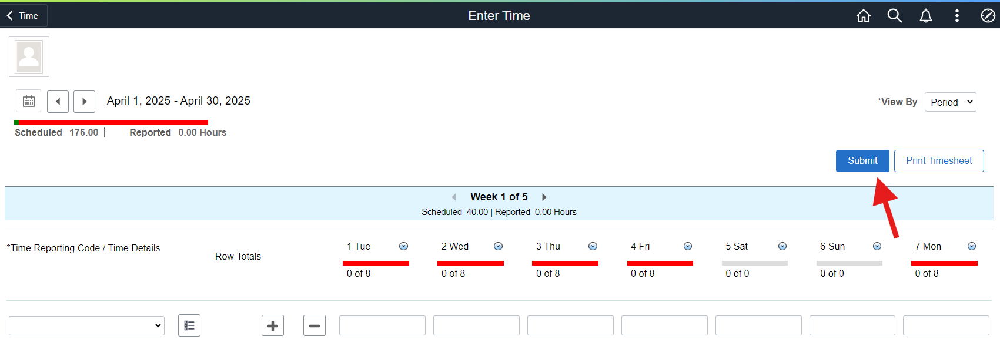 Time
Enter Time
April 1, 2025 - April 30, 2025
*View By Period
Scheduled 176.00 | Reported 0.00 Hours
Submit Print Timesheet
Week 1 of 5
Scheduled 40.00 | Reported 0.00 Hours
*Time Reporting Code / Time Details
Row Totals
1 Tue 2 Wed 3 Thu 4 Fri 5 Sat 6 Sun 7 Mon
0 of 8 0 of 8 0 of 8 0 of 8 0 of 0 0 of 0 0 of 8